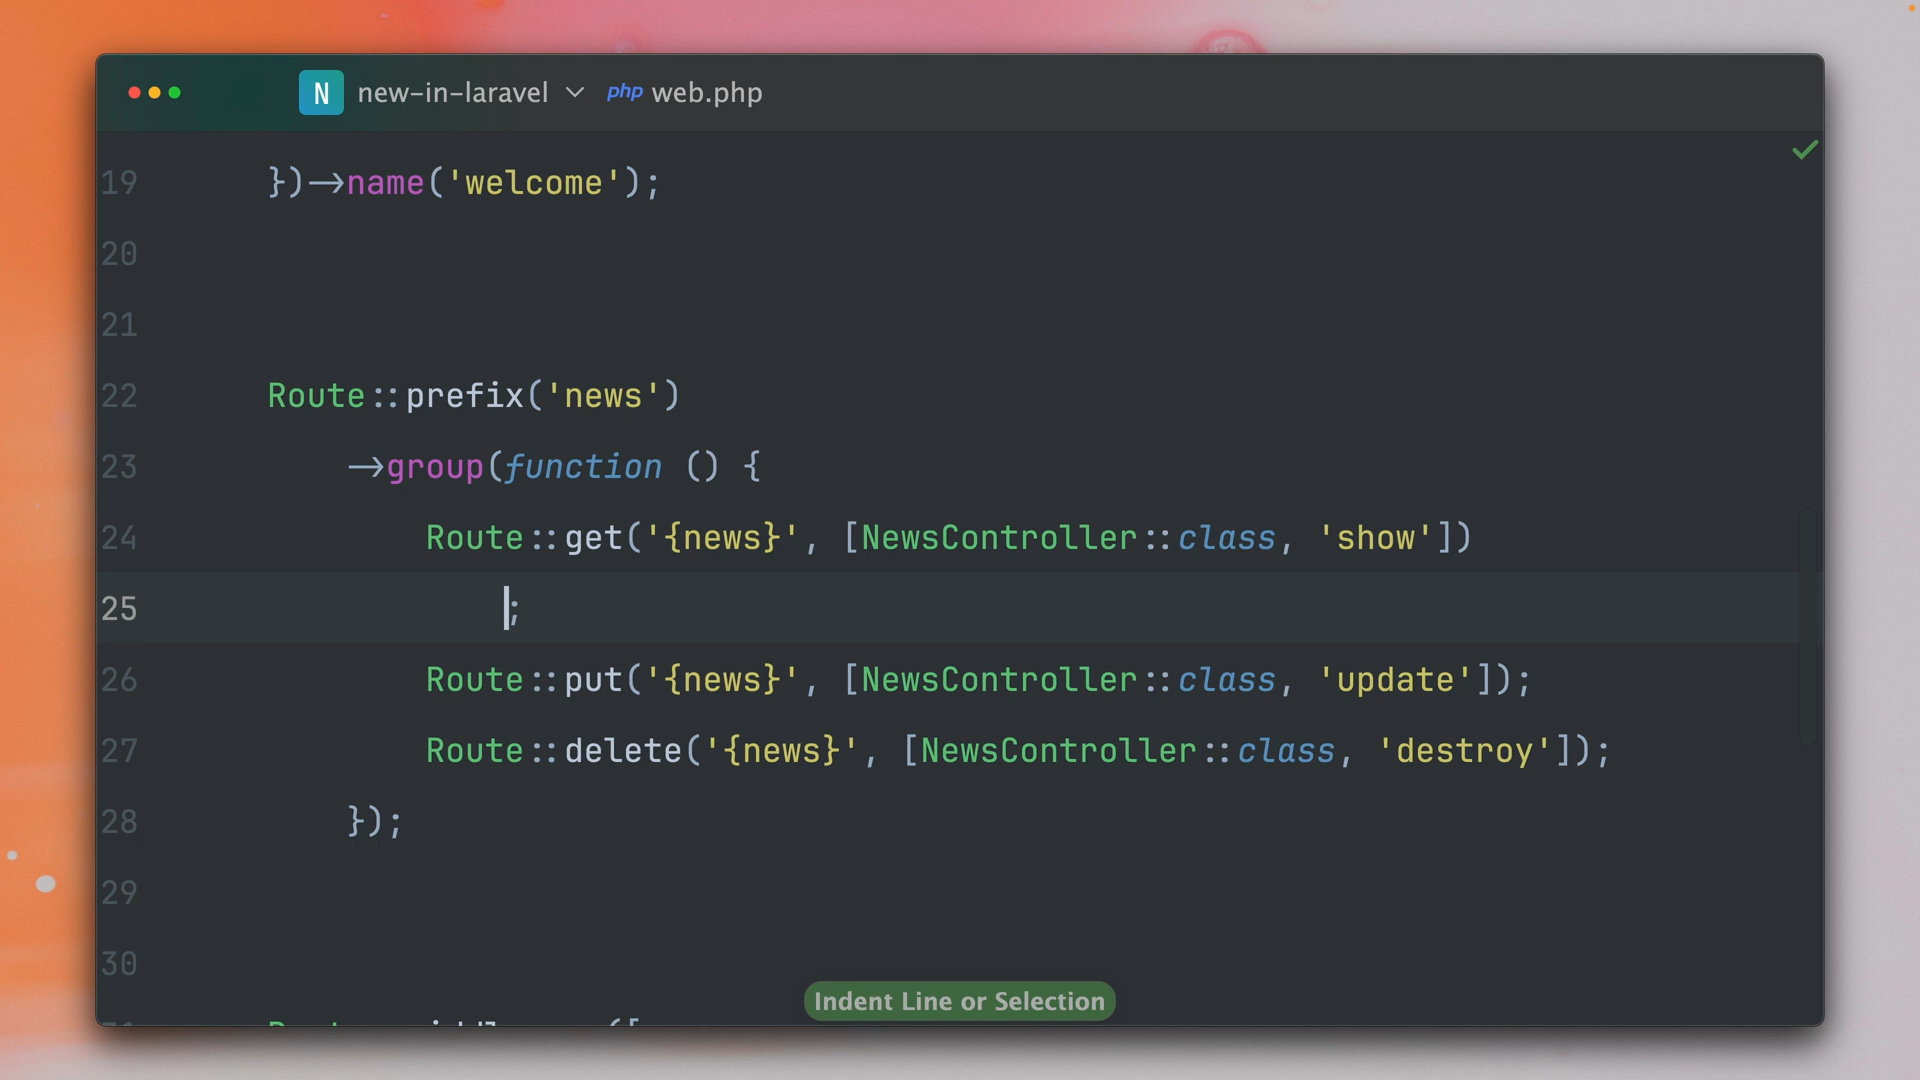 N new-in-laravel php web.php
19 })->name('welcome');
20
21
22 Route::prefix('news')
23 ->group(function () {
24 Route::get('{news}', [NewsController::class, 'show'])
25 ;
26 Route::put('{news}', [NewsController::class, 'update']);
27 Route::delete('{news}', [NewsController::class, 'destroy']);
28 });
29
30
Indent Line or Selection